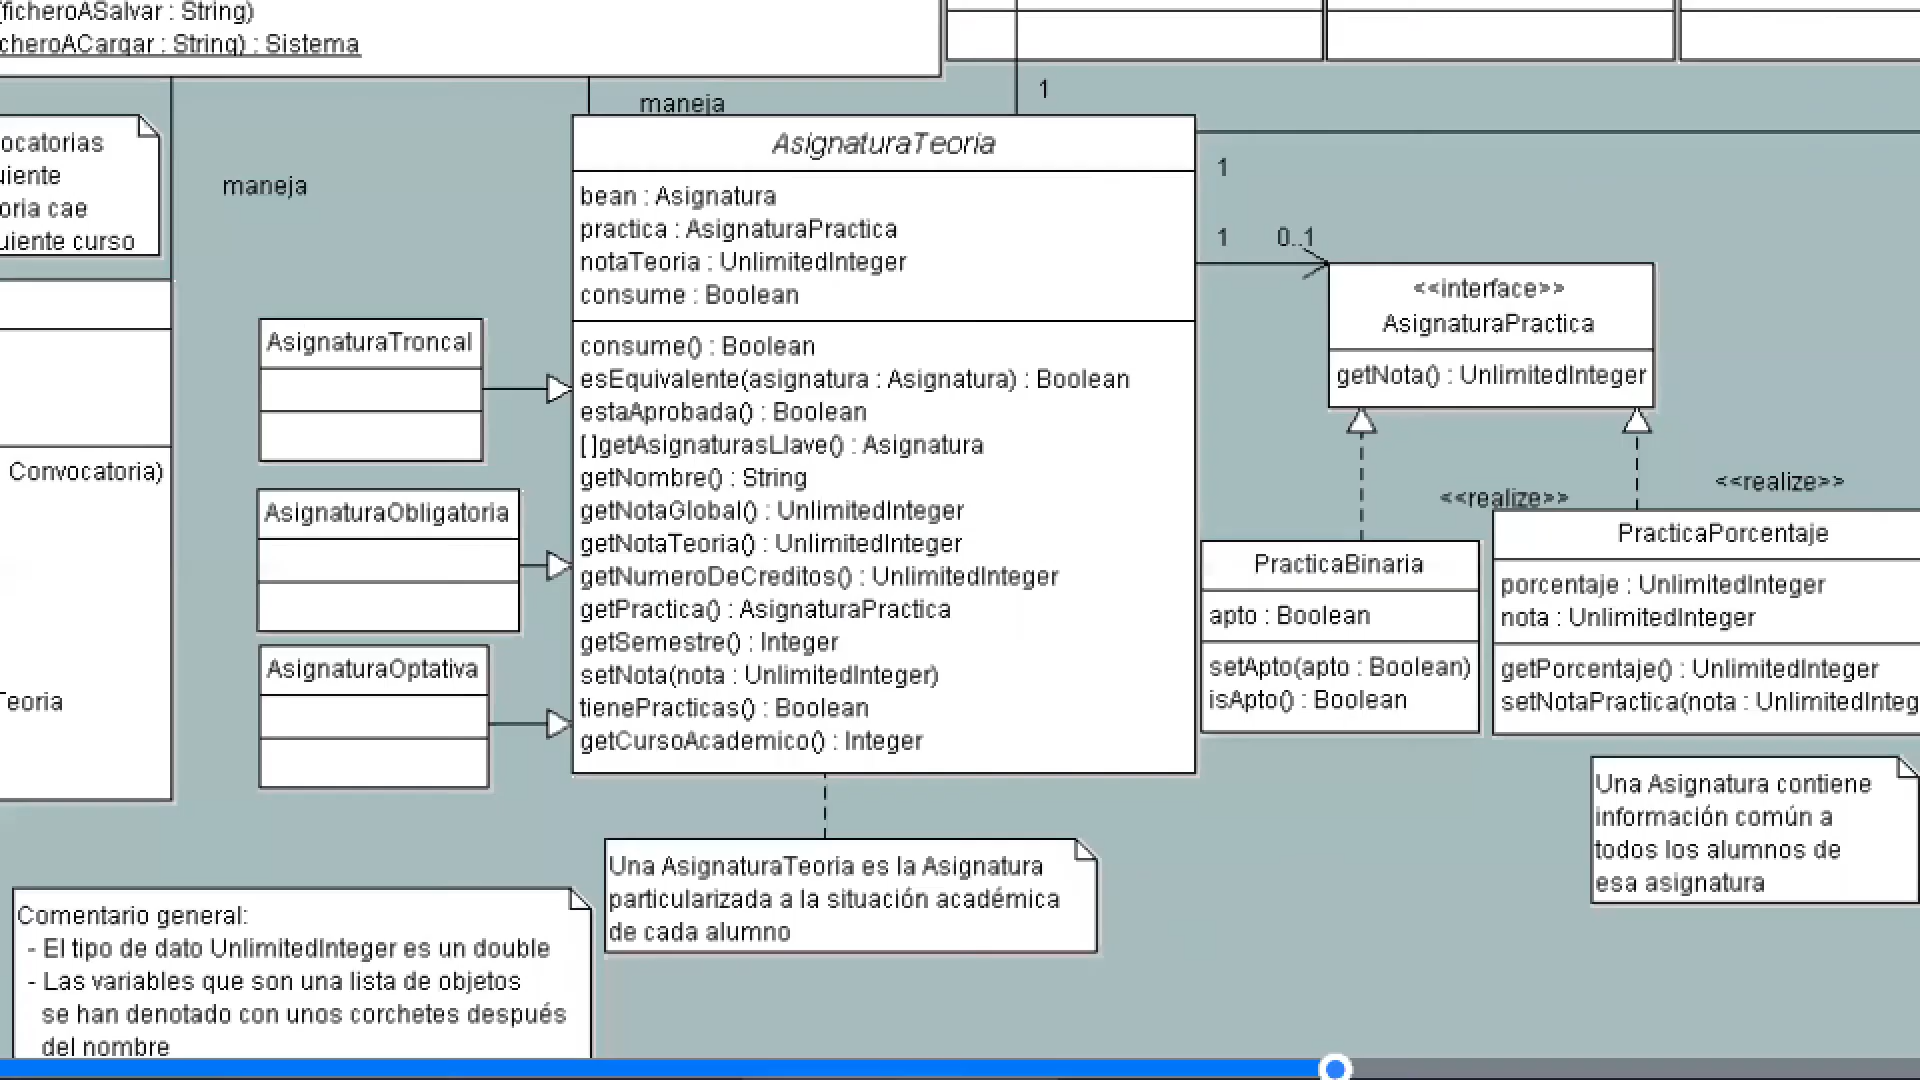 (ficheroASalvar : String)
cheroACargar : String) : Sistema
maneja
1
ocatorias
uiente
oria cae
uiente curso
maneja
AsignaturaTeoria
bean : Asignatura
practica : AsignaturaPractica
notaTeoria : UnlimitedInteger
consume : Boolean
consume() : Boolean
esEquivalente(asignatura : Asignatura) : Boolean
estaAprobada() : Boolean
[]getAsignaturasLlave() : Asignatura
getNombre() : String
getNotaGlobal() : UnlimitedInteger
getNotaTeoria() : UnlimitedInteger
getNumeroDeCreditos() : UnlimitedInteger
getPractica() : AsignaturaPractica
getSemestre() : Integer
setNota(nota : UnlimitedInteger)
tienePracticas() : Boolean
getCursoAcademico() : Integer
1
1 0..1
<<interface>>
AsignaturaPractica
getNota() : UnlimitedInteger
AsignaturaTroncal
Convocatoria)
AsignaturaObligatoria
AsignaturaOptativa
Teoria
<<realize>>
<<realize>>
PracticaBinaria
apto : Boolean
setApto(apto : Boolean)
isApto() : Boolean
PracticaPorcentaje
porcentaje : UnlimitedInteger
nota : UnlimitedInteger
getPorcentaje() : UnlimitedInteger
setNotaPractica(nota : UnlimitedInteg
Una Asignatura contiene
información común a
todos los alumnos de
esa asignatura
Una AsignaturaTeoria es la Asignatura
particularizada a la situación académica
de cada alumno
Comentario general:
- El tipo de dato UnlimitedInteger es un double
- Las variables que son una lista de objetos
se han denotado con unos corchetes después
del nombre